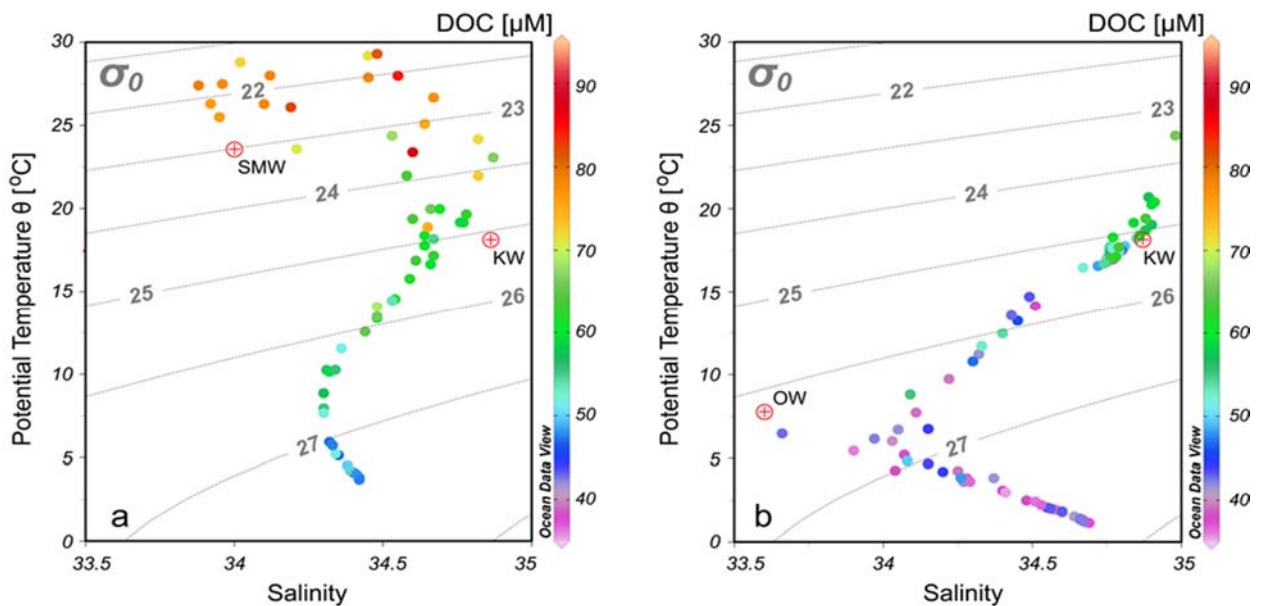 DOC [µM]
30
25
20
15
10
5
0
Potential Temperature θ [°C]
σ0
22
23
24
25
26
27
SMW
KW
a
33.5
34
34.5
35
Salinity
90
80
70
60
50
40
Ocean Data View
DOC [µM]
30
25
20
15
10
5
0
Potential Temperature θ [°C]
σ0
22
23
24
25
26
27
KW
OW
b
33.5
34
34.5
35
Salinity
90
80
70
60
50
40
Ocean Data View